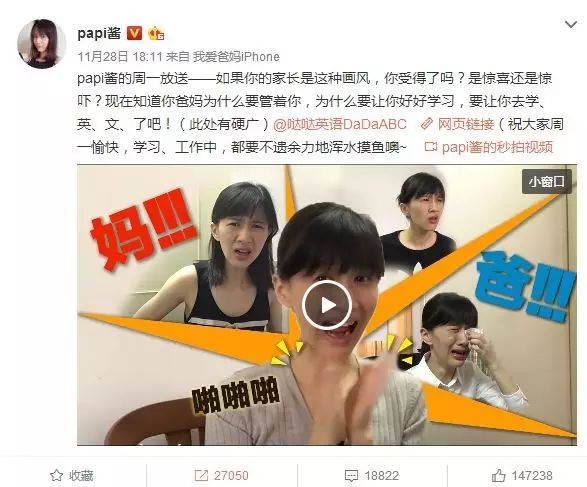 papi酱
11月28日 18:11 来自 我爱爸妈iPhone
papi酱的周一放送——如果你的家长是这种画风，你受得了吗？是惊喜还是惊
吓？现在知道你爸妈为什么要管着你，为什么要让你好好学习，要让你去学、
英、文、了吧！（此处有硬广）@哒哒英语DaDaABC 网页链接（祝大家周
一愉快，学习、工作中，都要不遗余力地浑水摸鱼噢~ papi酱的秒拍视频
小窗口
妈!!!
爸!!!
啪啪啪
收藏 27050 18822 147238